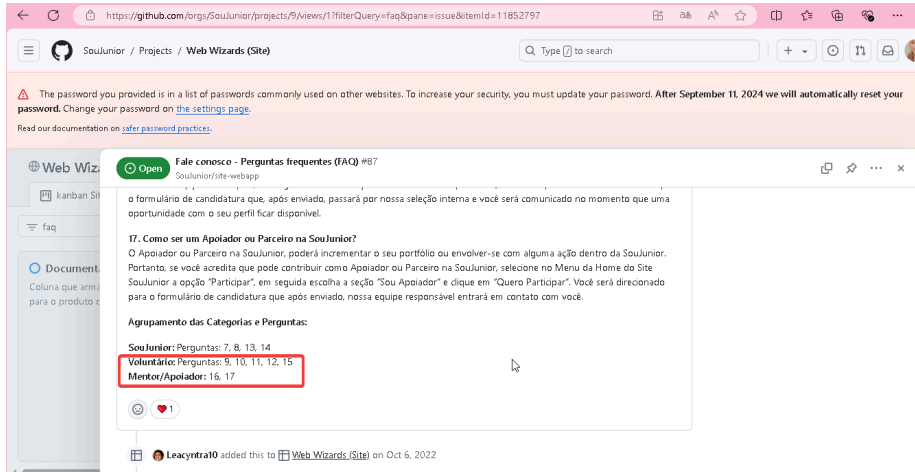 https://github.com/orgs/SouJunior/projects/9/views/1?filterQuery=faq&pane=issue&itemId=11852797
SouJunior / Projects / Web Wizards (Site)
Type / to search
The password you provided is in a list of passwords commonly used on other websites. To increase your security, you must update your password. After September 11, 2024 we will automatically reset your
password. Change your password on the settings page.
Read our documentation on safer password practices.
Web Wiza
Open
Fale conosco - Perguntas frequentes (FAQ) #87
SouJunior/site-webapp
kanban Sit
faq
Document
Coluna que arma
para o produto c
o formulário de candidatura que, após enviado, passará por nossa seleção interna e você será comunicado no momento que uma
oportunidade com o seu perfil ficar disponível.
17. Como ser um Apoiador ou Parceiro na SouJunior?
O Apoiador ou Parceiro na SouJunior, poderá incrementar o seu portfólio ou envolver-se com alguma ação dentro da SouJunior.
Portanto, se você acredita que pode contribuir como Apoiador ou Parceiro na SouJunior, selecione no Menu da Home do Site
SouJunior a opção "Participar", em seguida escolha a seção "Sou Apoiador" e clique em "Quero Participar". Você será direcionado
para o formulário de candidatura que após enviado, nossa equipe responsável entrará em contato com você.
Agrupamento das Categorias e Perguntas:
SouJunior: Perguntas: 7, 8, 13, 14
Voluntário: Perguntas: 9, 10, 11, 12, 15
Mentor/Apoiador: 16, 17
1
Leacyntra10 added this to Web Wizards (Site) on Oct 6, 2022